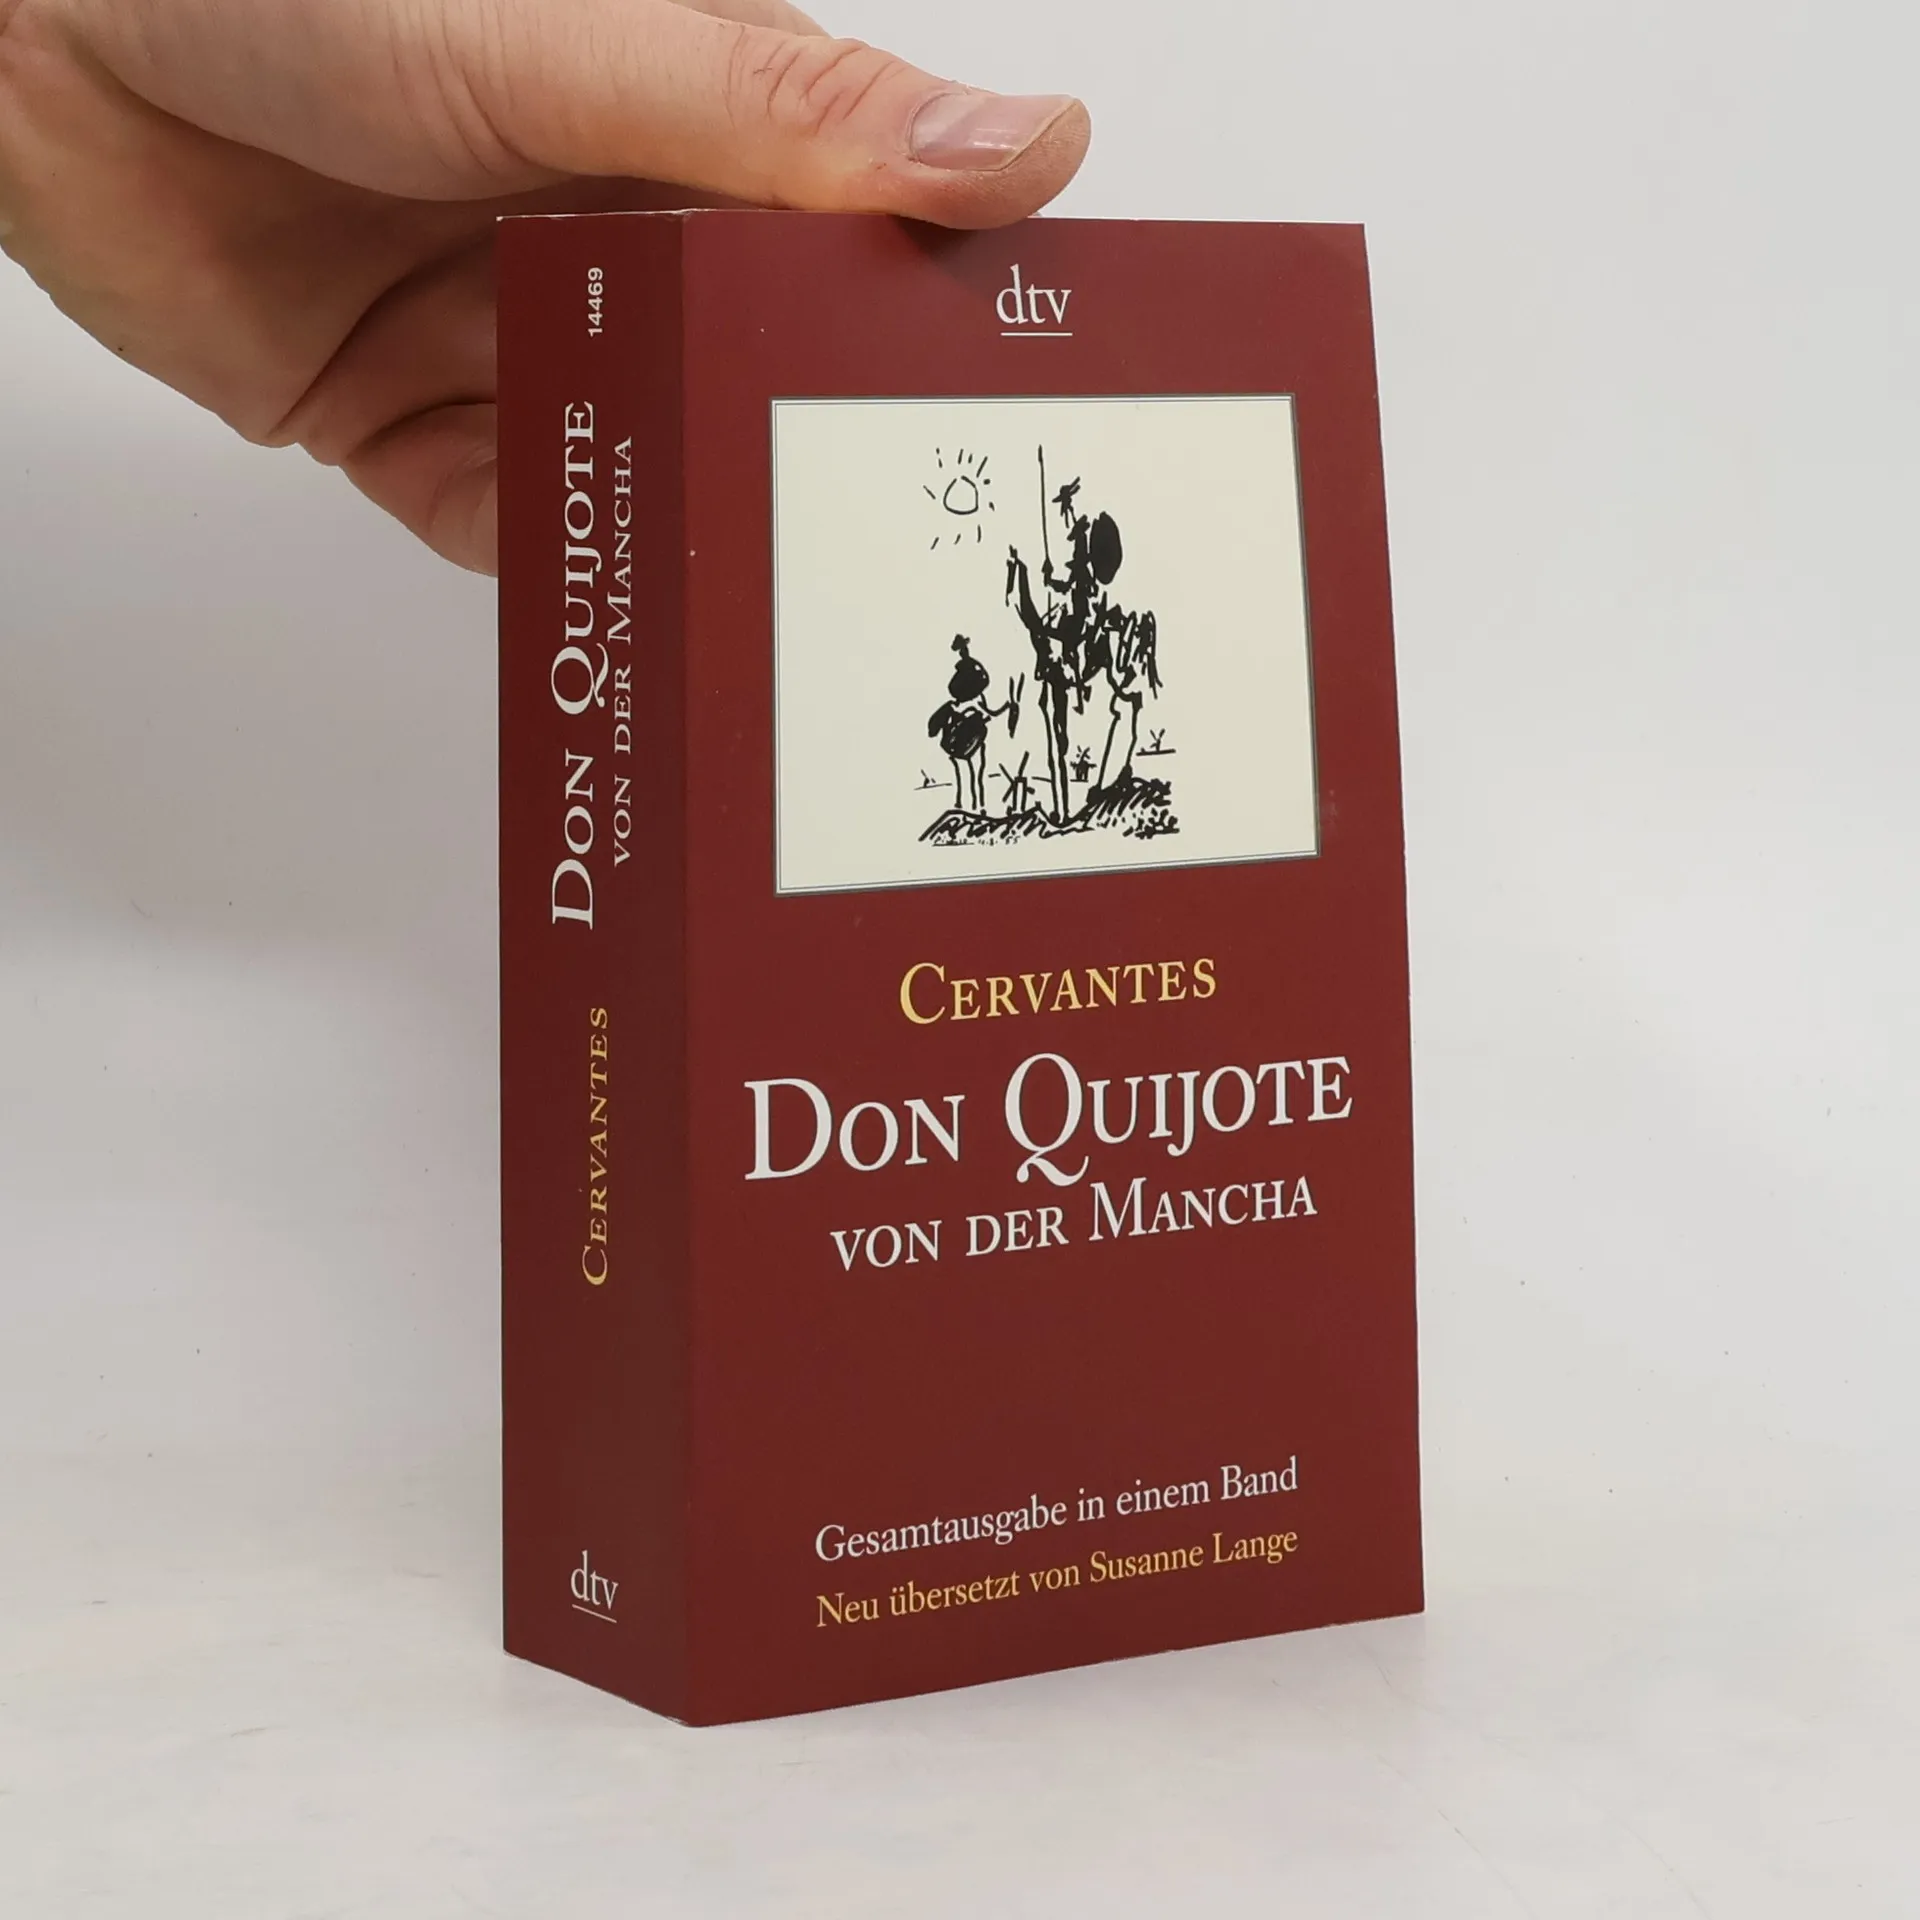 14469
DON QUIJOTE
VON DER MANCHA
CERVANTES
dtv
dtv
CERVANTES
DON QUIJOTE
VON DER MANCHA
Gesamtausgabe in einem Band
Neu übersetzt von Susanne Lange